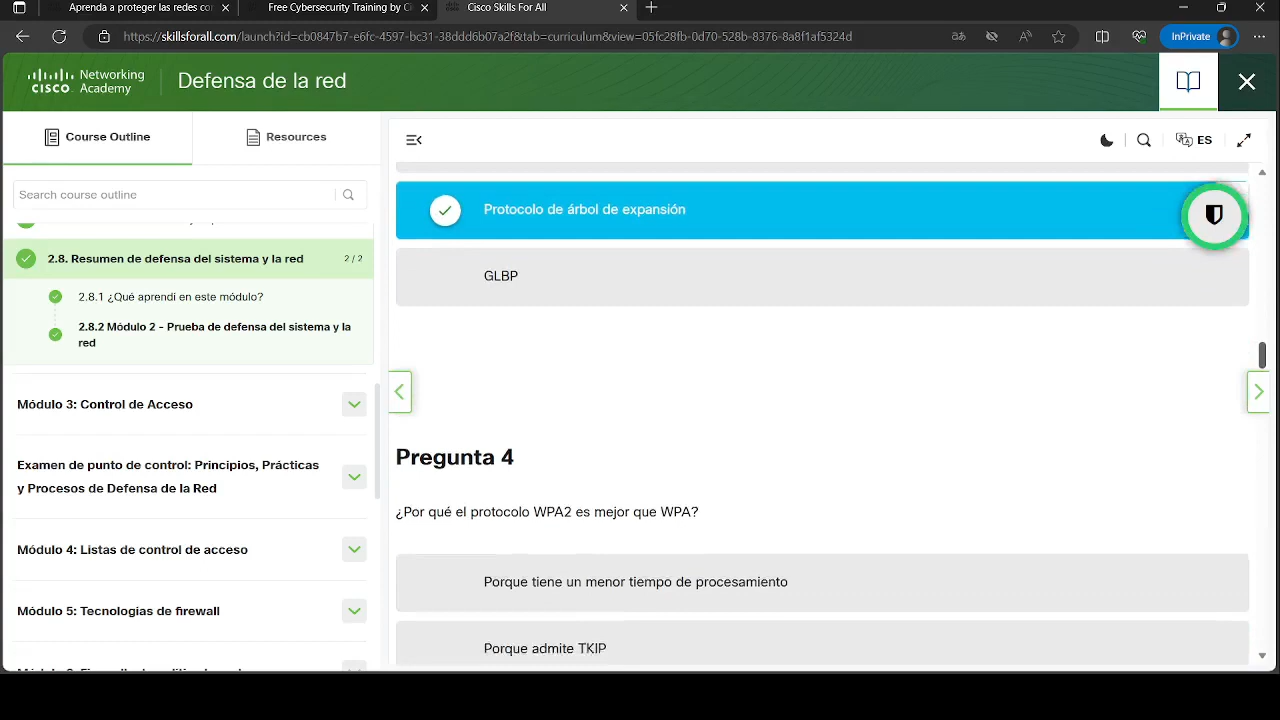 Aprenda a proteger las redes cor
Free Cybersecurity Training by Ci
Cisco Skills For All
https://skillsforall.com/launch?id=cb0847b7-e6fc-4597-bc31-38ddd6b07a2f&tab=curriculum&view=05fc28fb-0d70-528b-8376-8a8f1af5324d
InPrivate
Networking
CISCO Academy
Defensa de la red
Course Outline
Resources
ES
Search course outline
Protocolo de árbol de expansión
2.8. Resumen de defensa del sistema y la red
2 / 2
GLBP
2.8.1 ¿Qué aprendí en este módulo?
2.8.2 Módulo 2 - Prueba de defensa del sistema y la
red
Módulo 3: Control de Acceso
Examen de punto de control: Principios, Prácticas
y Procesos de Defensa de la Red
Pregunta 4
¿Por qué el protocolo WPA2 es mejor que WPA?
Módulo 4: Listas de control de acceso
Porque tiene un menor tiempo de procesamiento
Módulo 5: Tecnologías de firewall
Porque admite TKIP